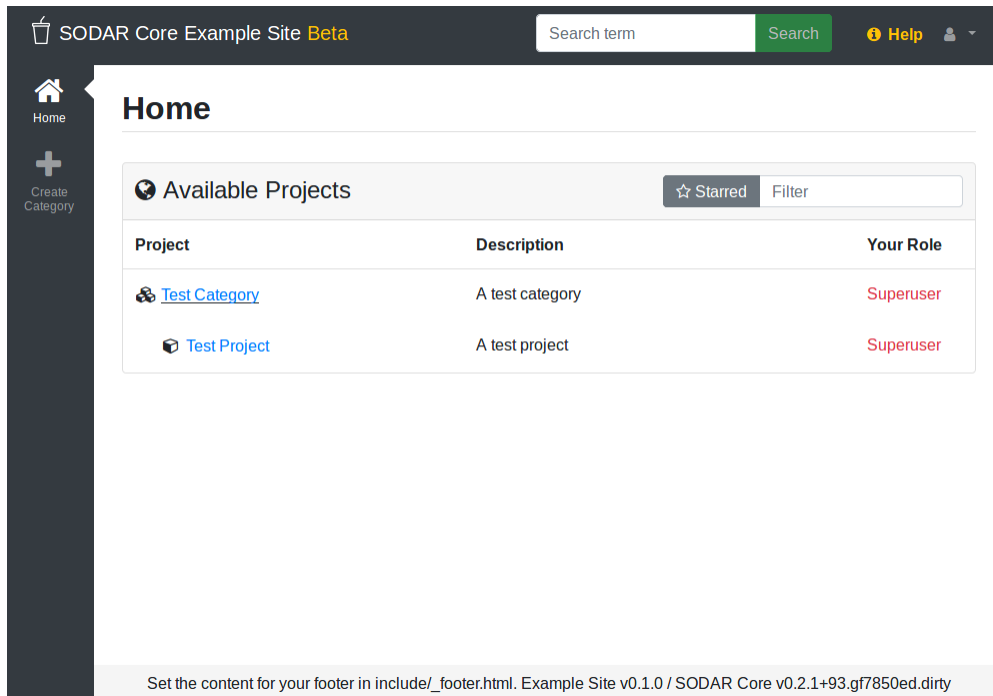 SODAR Core Example Site Beta
Search term
Search
Help
Home
Create
Category
Home
Available Projects
Starred
Filter
Project Description Your Role
Test Category A test category Superuser
Test Project A test project Superuser
Set the content for your footer in include/_footer.html. Example Site v0.1.0 / SODAR Core v0.2.1+93.gf7850ed.dirty